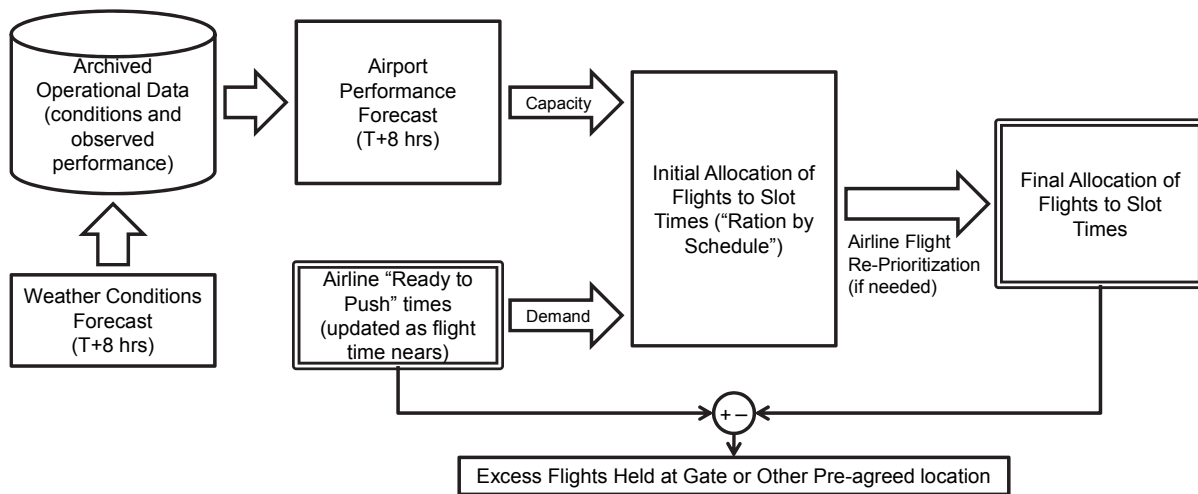 Archived
Operational Data
(conditions and
observed
performance)
Airport
Performance
Forecast
(T+8 hrs)
Capacity
Initial Allocation of
Flights to Slot
Times (“Ration by
Schedule”)
Final Allocation of
Flights to Slot
Times
Airline Flight
Re-Prioritization
(if needed)
Weather Conditions
Forecast
(T+8 hrs)
Airline “Ready to
Push” times
(updated as flight
time nears)
Demand
+ –
Excess Flights Held at Gate or Other Pre-agreed location